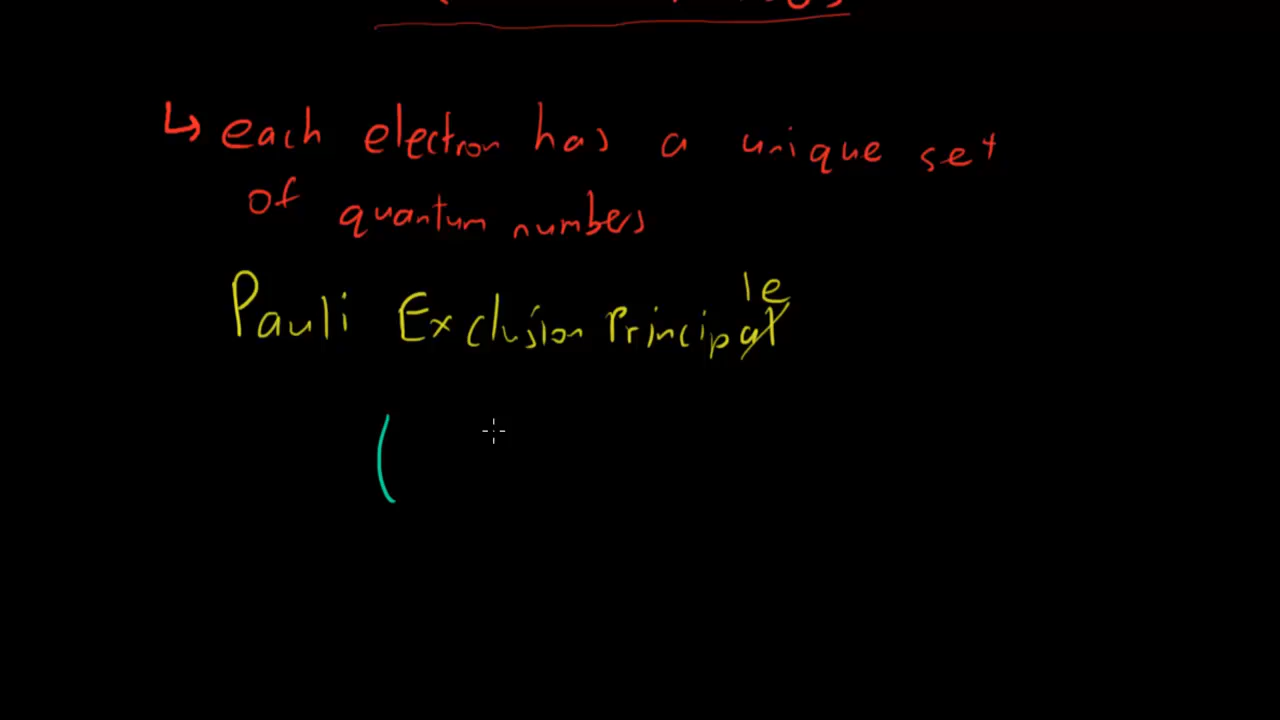 ↳ each electron has a unique set
of quantum numbers
le
Pauli Exclusion Principal
(